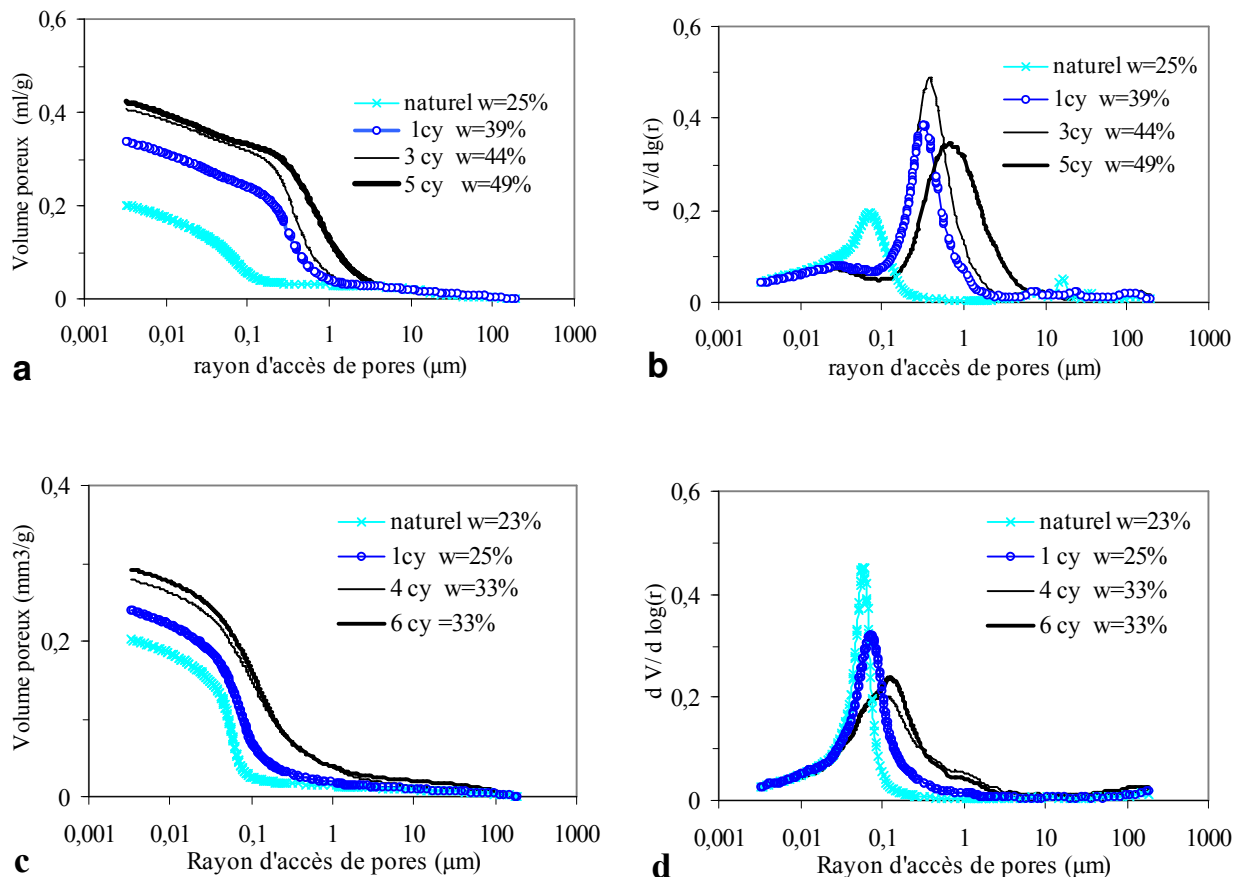 0,6
0,4
0,2
0
Volume poreux (ml/g)
naturel w=25%
1cy w=39%
3 cy w=44%
5 cy w=49%
0,001 0,01 0,1 1 10 100 1000
rayon d'accès de pores (µm)
a
0,6
0,4
0,2
0
d V/d lg(r)
naturel w=25%
1cy w=39%
3cy w=44%
5cy w=49%
0,001 0,01 0,1 1 10 100 1000
rayon d'accès de pores (µm)
b
0,4
0,2
0
Volume poreux (mm3/g)
naturel w=23%
1cy w=25%
4 cy w=33%
6 cy =33%
0,001 0,01 0,1 1 10 100 1000
Rayon d'accès de pores (µm)
c
0,6
0,4
0,2
0
d V/ d log(r)
naturel w=23%
1 cy w=25%
4 cy w=33%
6 cy w=33%
0,001 0,01 0,1 1 10 100 1000
Rayon d'accès de pores (µm)
d